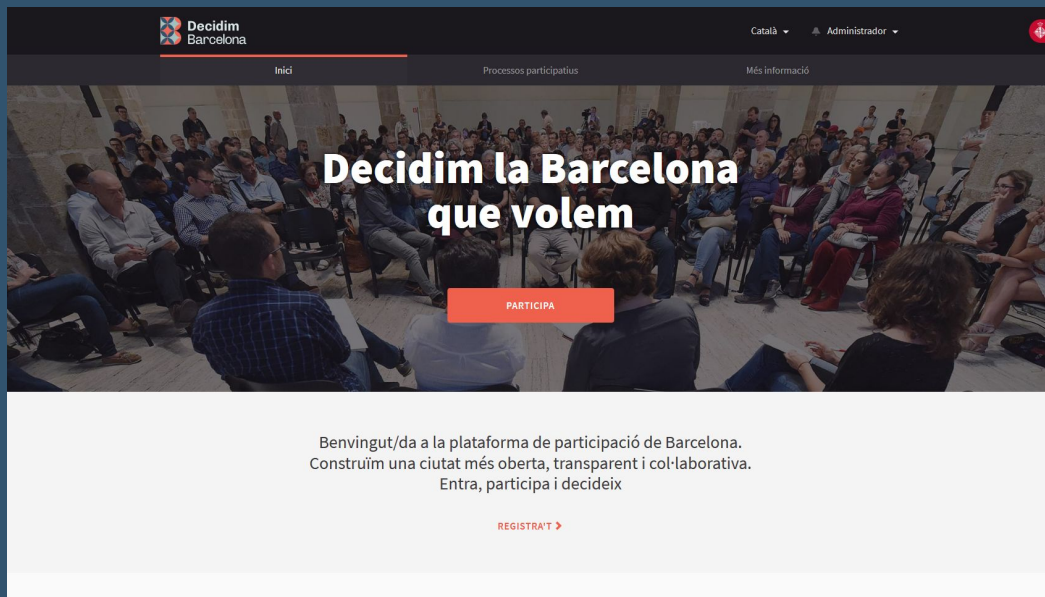 Decidim
Barcelona
Català
Administrador
Inici
Processos participatius
Més informació
Decidim la Barcelona
que volem
PARTICIPA
Benvingut/da a la plataforma de participació de Barcelona.
Construïm una ciutat més oberta, transparent i col·laborativa.
Entra, participa i decideix
REGISTRA'T